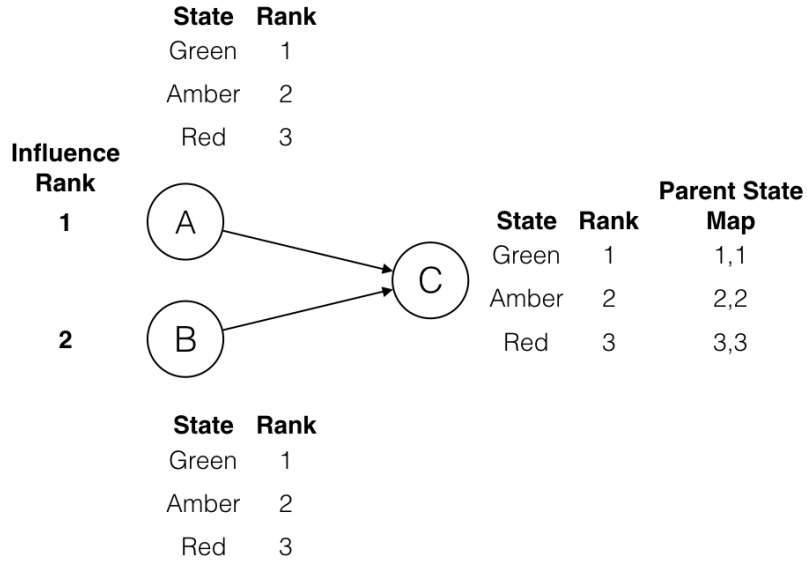 State Rank
Green 1
Amber 2
Red 3
Influence
Rank
1
A
2
B
C
Parent State
State Rank Map
Green 1 1,1
Amber 2 2,2
Red 3 3,3
State Rank
Green 1
Amber 2
Red 3